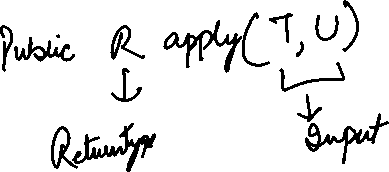 Public R apply(T, U)
Returntype Input